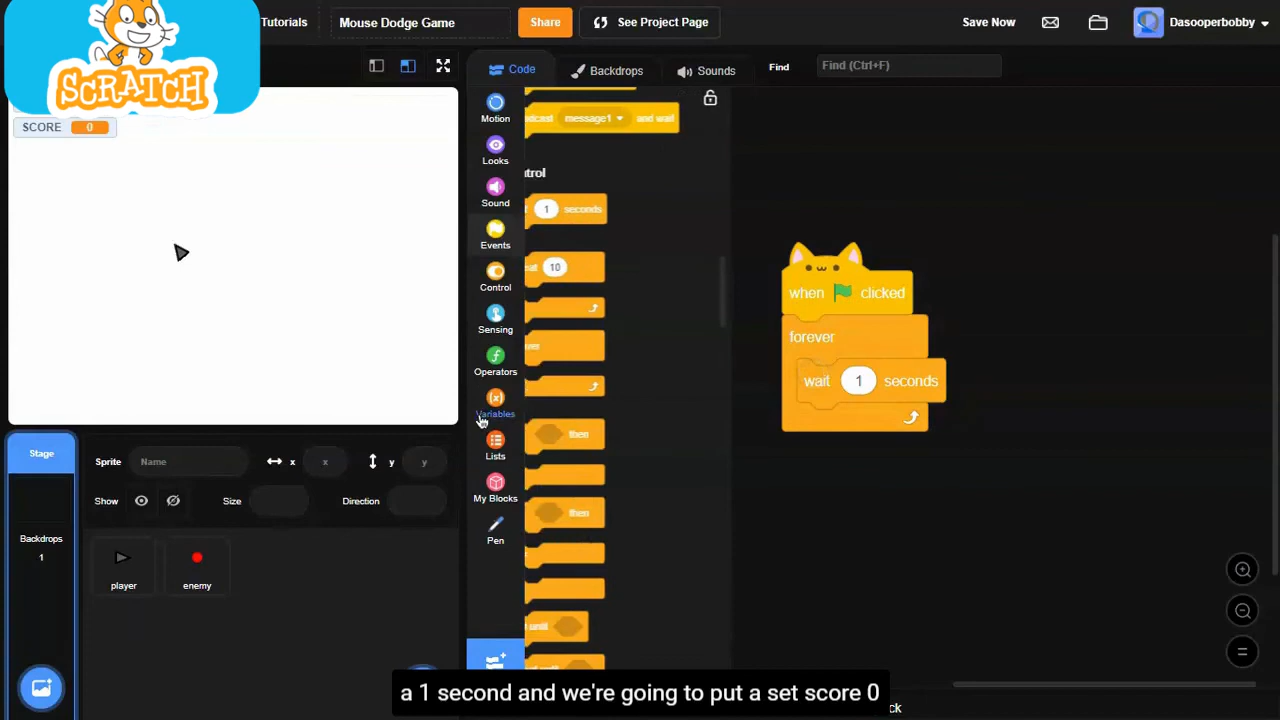 Tutorials
Mouse Dodge Game
Share
See Project Page
Save Now
Dasooperbobby
SCRATCH
Code
Backdrops
Sounds
Find
Find (Ctrl+F)
SCORE 0
Motion
Looks
Sound
Events
Control
Sensing
Operators
Variables
Lists
My Blocks
Pen
message1 and wait
1 seconds
10
then
then
when clicked
forever
wait 1 seconds
Stage
Backdrops
1
Sprite Name x x y y
Show Size Direction
player
enemy
a 1 second and we're going to put a set score 0